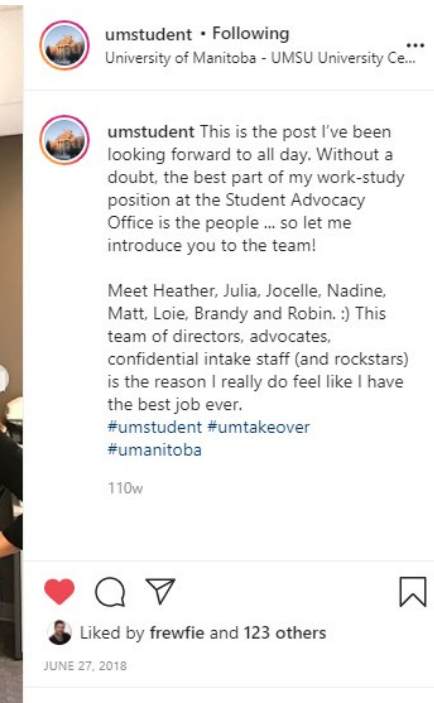 umstudent • Following
University of Manitoba - UMSU University Ce...
umstudent This is the post I've been
looking forward to all day. Without a
doubt, the best part of my work-study
position at the Student Advocacy
Office is the people ... so let me
introduce you to the team!
Meet Heather, Julia, Jocelle, Nadine,
Matt, Loie, Brandy and Robin. :) This
team of directors, advocates,
confidential intake staff (and rockstars)
is the reason I really do feel like I have
the best job ever.
#umstudent #umtakeover
#umanitoba
110w
Liked by frewfie and 123 others
JUNE 27, 2018